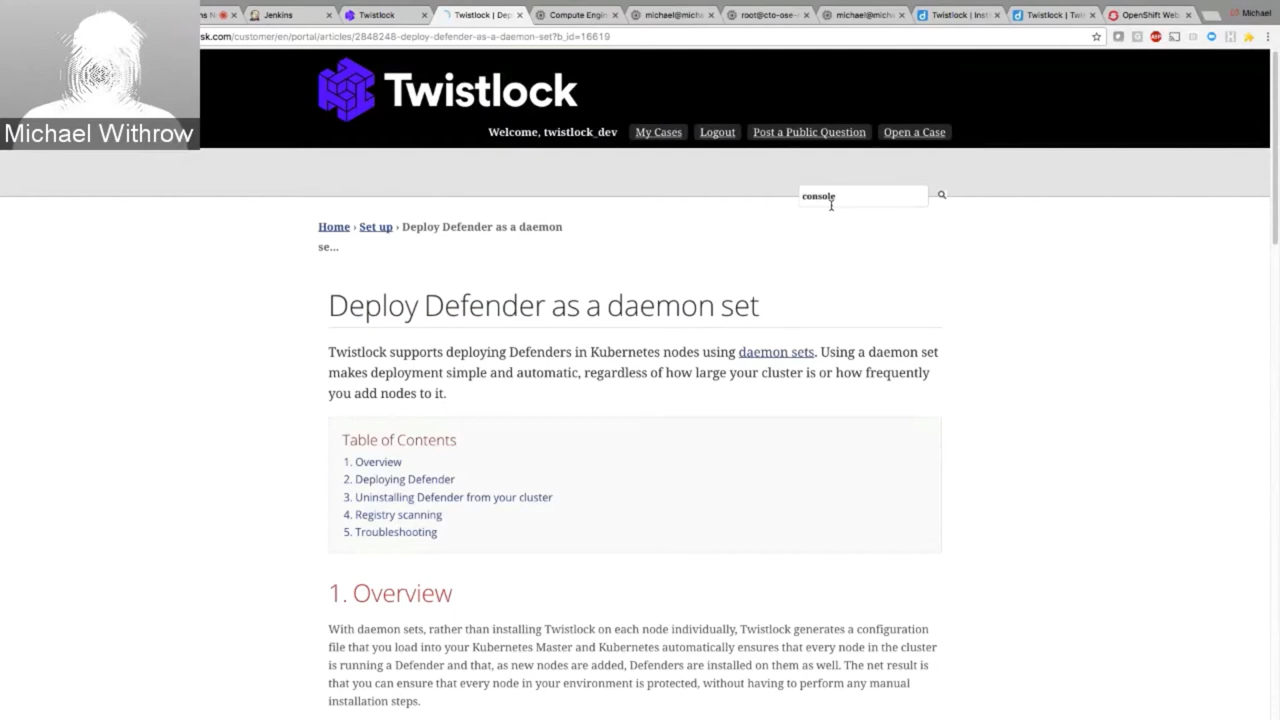 Jenkins
Twistlock
Twistlock | Dep
Compute Engin
michael@micha
root@cto-ose-
michael@micha
Twistlock | Inst
Twistlock | Twis
OpenShift Web
Michael
sk.com/customer/en/portal/articles/2848248-deploy-defender-as-a-daemon-set?b_id=16619
Michael Withrow
Twistlock
Welcome, twistlock_dev My Cases Logout Post a Public Question Open a Case
console
Home › Set up › Deploy Defender as a daemon
se...
Deploy Defender as a daemon set
Twistlock supports deploying Defenders in Kubernetes nodes using daemon sets. Using a daemon set
makes deployment simple and automatic, regardless of how large your cluster is or how frequently
you add nodes to it.
Table of Contents
1. Overview
2. Deploying Defender
3. Uninstalling Defender from your cluster
4. Registry scanning
5. Troubleshooting
1. Overview
With daemon sets, rather than installing Twistlock on each node individually, Twistlock generates a configuration
file that you load into your Kubernetes Master and Kubernetes automatically ensures that every node in the cluster
is running a Defender and that, as new nodes are added, Defenders are installed on them as well. The net result is
that you can ensure that every node in your environment is protected, without having to perform any manual
installation steps.